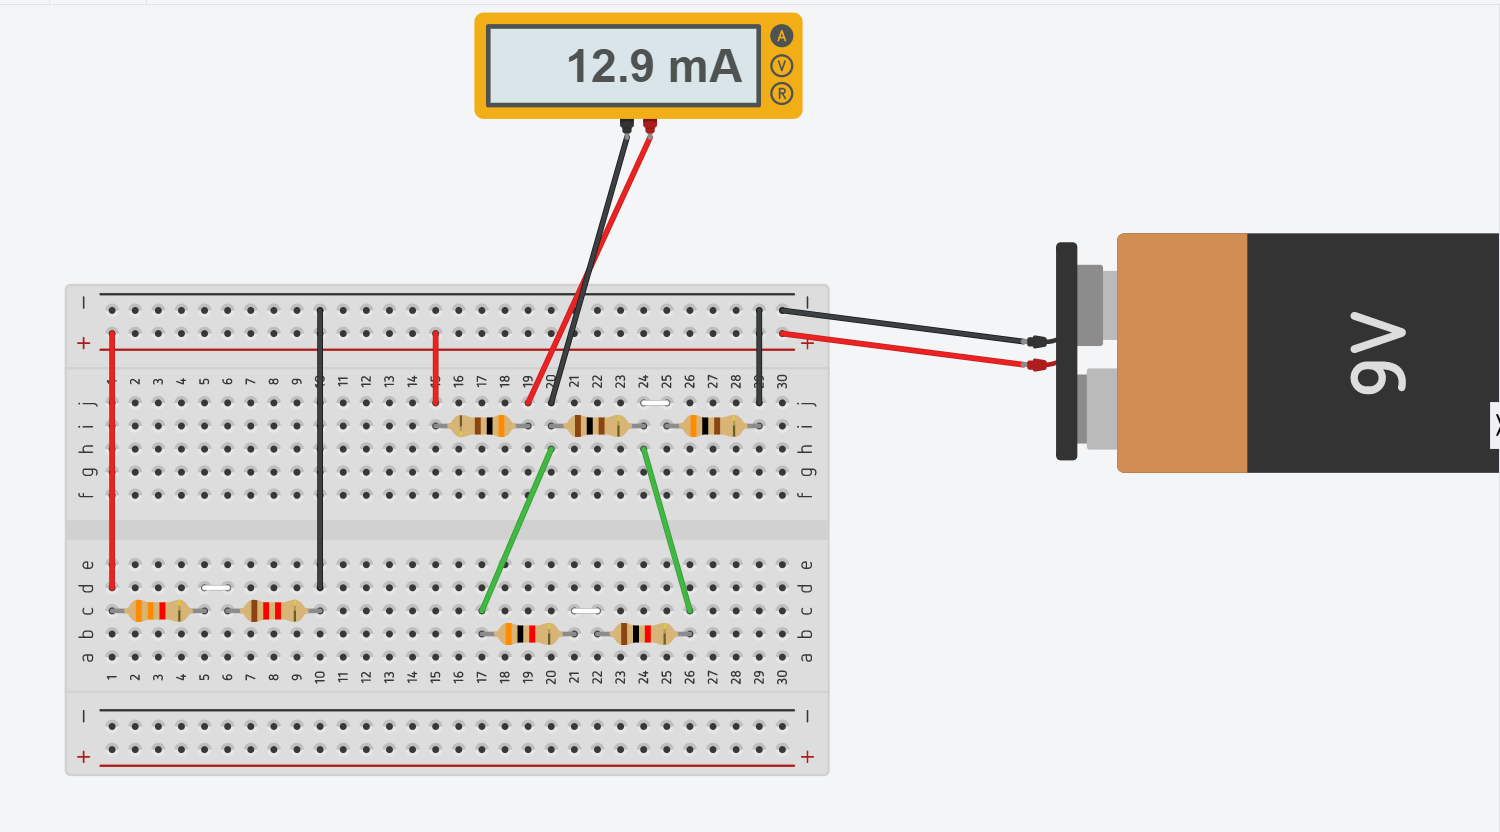 12.9 mA
A
V
R
9V
− −
+ +
1 2 3 4 5 6 7 8 9 10 11 12 13 14 15 16 17 18 19 20 21 22 23 24 25 26 27 28 29 30
j j
i i
h h
g g
f f
e e
d d
c c
b b
a a
1 2 3 4 5 6 7 8 9 10 11 12 13 14 15 16 17 18 19 20 21 22 23 24 25 26 27 28 29 30
− −
+ +